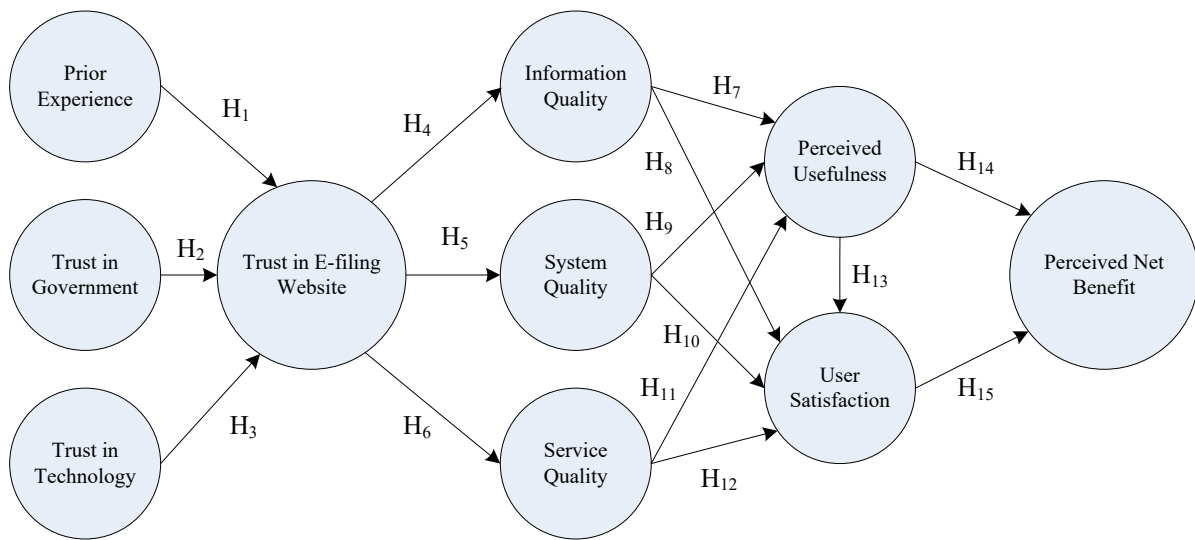 Prior
Experience
H1
Trust in
Government
H2
Trust in
Technology
H3
Trust in E-filing
Website
H4
H5
H6
Information
Quality
System
Quality
Service
Quality
H7
H8
H9
H10
H11
H12
Perceived
Usefulness
H13
User
Satisfaction
H14
H15
Perceived Net
Benefit